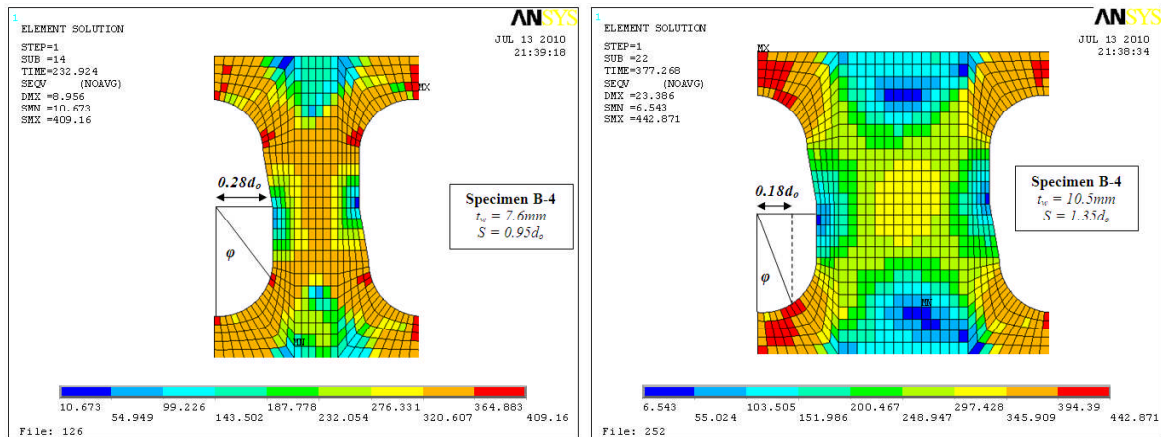 1
ANSYS
ELEMENT SOLUTION
JUL 13 2010
21:39:18
STEP=1
SUB =14
TIME=232.924
SEQV (NOAVG)
DMX =8.956
SMN =10.673
SMX =409.16
MX
0.28dₒ
φ
Specimen B-4
t_w = 7.6mm
S = 0.95dₒ
MN
10.673
54.949
99.226
143.502
187.778
232.054
276.331
320.607
364.883
409.16
File: 126
1
ANSYS
ELEMENT SOLUTION
JUL 13 2010
21:38:34
STEP=1
SUB =22
TIME=377.268
SEQV (NOAVG)
DMX =23.386
SMN =6.543
SMX =442.871
MX
0.18dₒ
φ
Specimen B-4
t_w = 10.5mm
S = 1.35dₒ
MN
6.543
55.024
103.505
151.986
200.467
248.947
297.428
345.909
394.39
442.871
File: 252